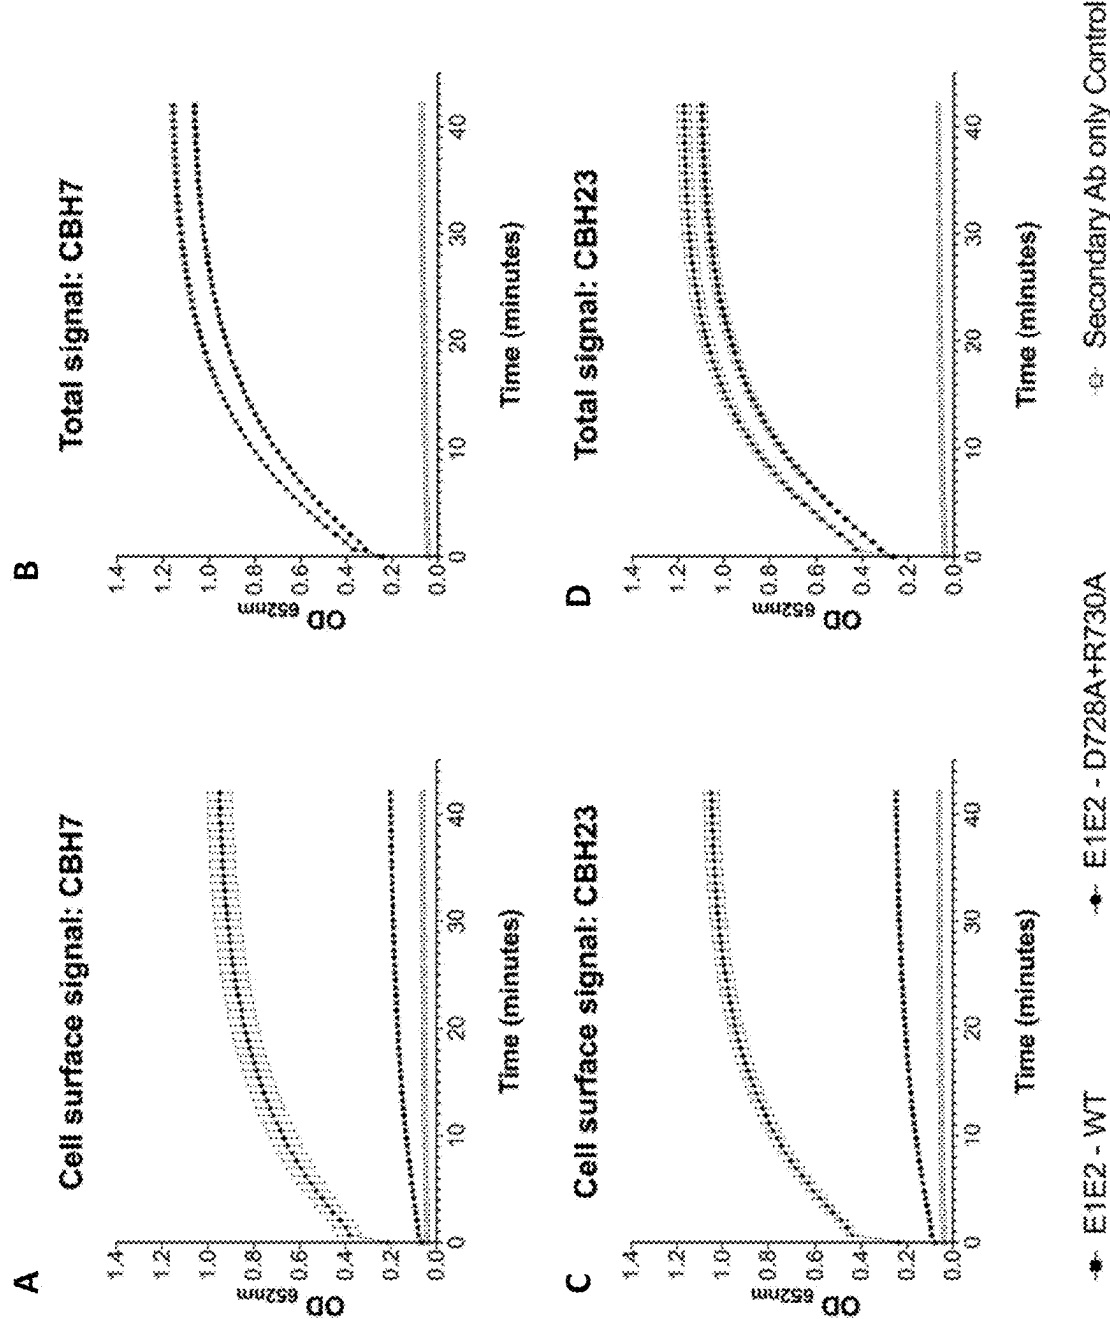 A
Cell surface signal: CBH7
OD 652nm
1.4
1.2
1.0
0.8
0.6
0.4
0.2
0.0
0
10
20
30
40
Time (minutes)
B
Total signal: CBH7
OD 652nm
1.4
1.2
1.0
0.8
0.6
0.4
0.2
0.0
0
10
20
30
40
Time (minutes)
C
Cell surface signal: CBH23
OD 652nm
1.4
1.2
1.0
0.8
0.6
0.4
0.2
0.0
0
10
20
30
40
Time (minutes)
D
Total signal: CBH23
OD 652nm
1.4
1.2
1.0
0.8
0.6
0.4
0.2
0.0
0
10
20
30
40
Time (minutes)
E1E2 - WT
E1E2 - D728A+R730A
Secondary Ab only Control